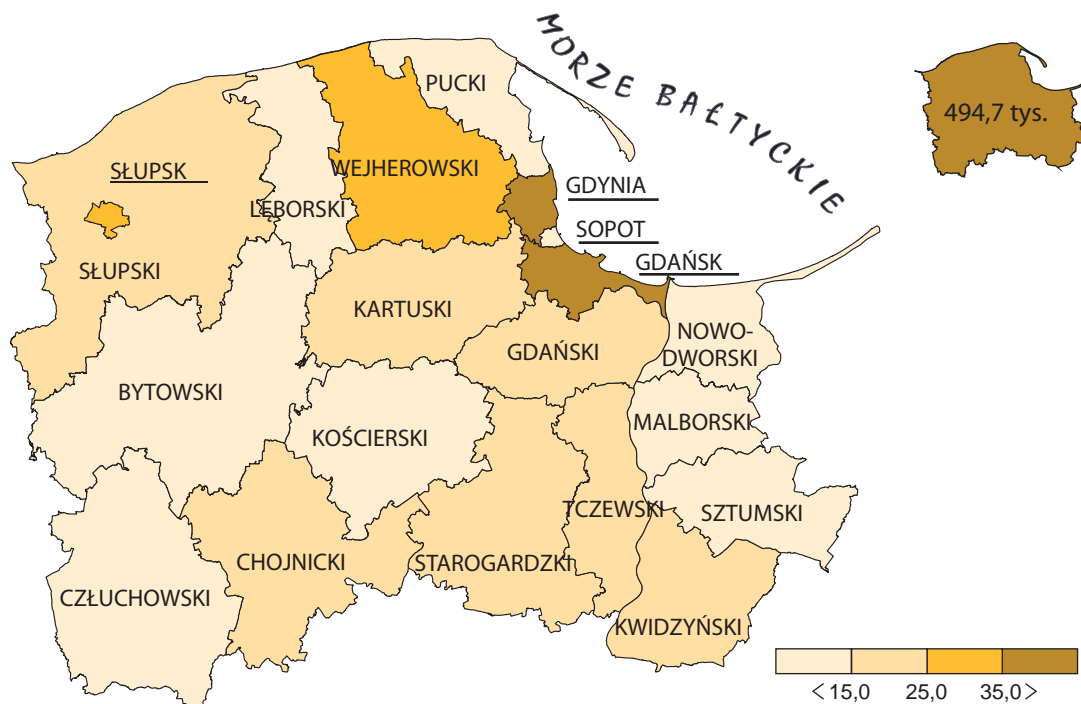 MORZE BAŁTYCKIE
494,7 tys.
PUCKI
SŁUPSK
WEJHEROWSKI
GDYNIA
LĘBORSKI
SOPOT
SŁUPSKI
GDAŃSK
KARTUSKI
GDAŃSKI
NOWO-
DWORSKI
BYTOWSKI
MALBORSKI
KOŚCIERSKI
TCZEWSKI
SZTUMSKI
CHOJNICKI
STAROGARDZKI
CZŁUCHOWSKI
KWIDZYŃSKI
<15,0 25,0 35,0>